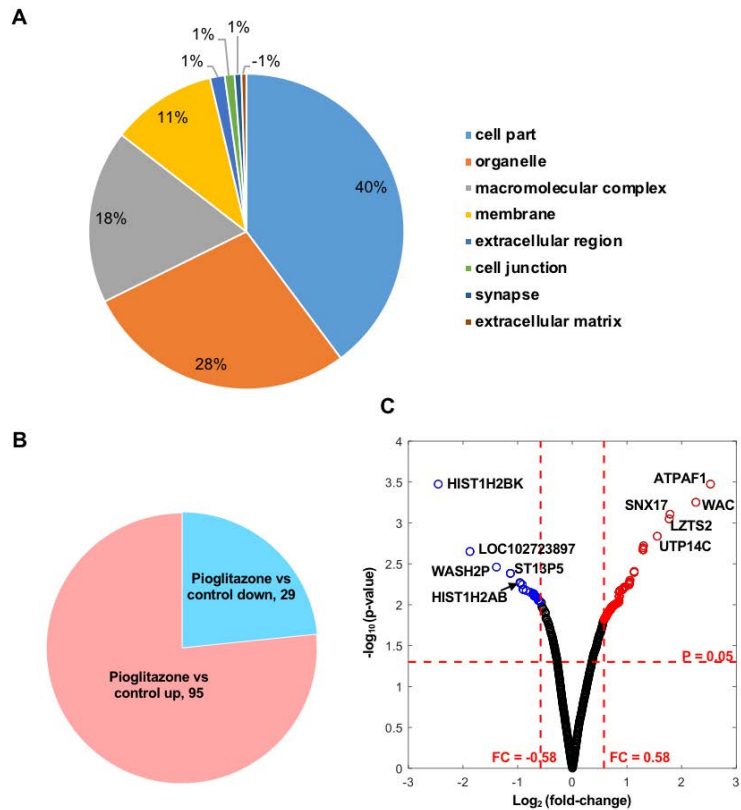 A
1%
1%
1%
-1%
11%
40%
18%
28%
cell part
organelle
macromolecular complex
membrane
extracellular region
cell junction
synapse
extracellular matrix
B
Pioglitazone vs
control down, 29
Pioglitazone vs
control up, 95
C
4
3.5
3
2.5
2
1.5
1
0.5
0
-log10 (p-value)
HIST1H2BK
ATPAF1
SNX17
WAC
LZTS2
UTP14C
LOC102723897
WASH2P
ST13P5
HIST1H2AB
P = 0.05
FC = -0.58
FC = 0.58
-3
-2
-1
0
1
2
3
Log2 (fold-change)